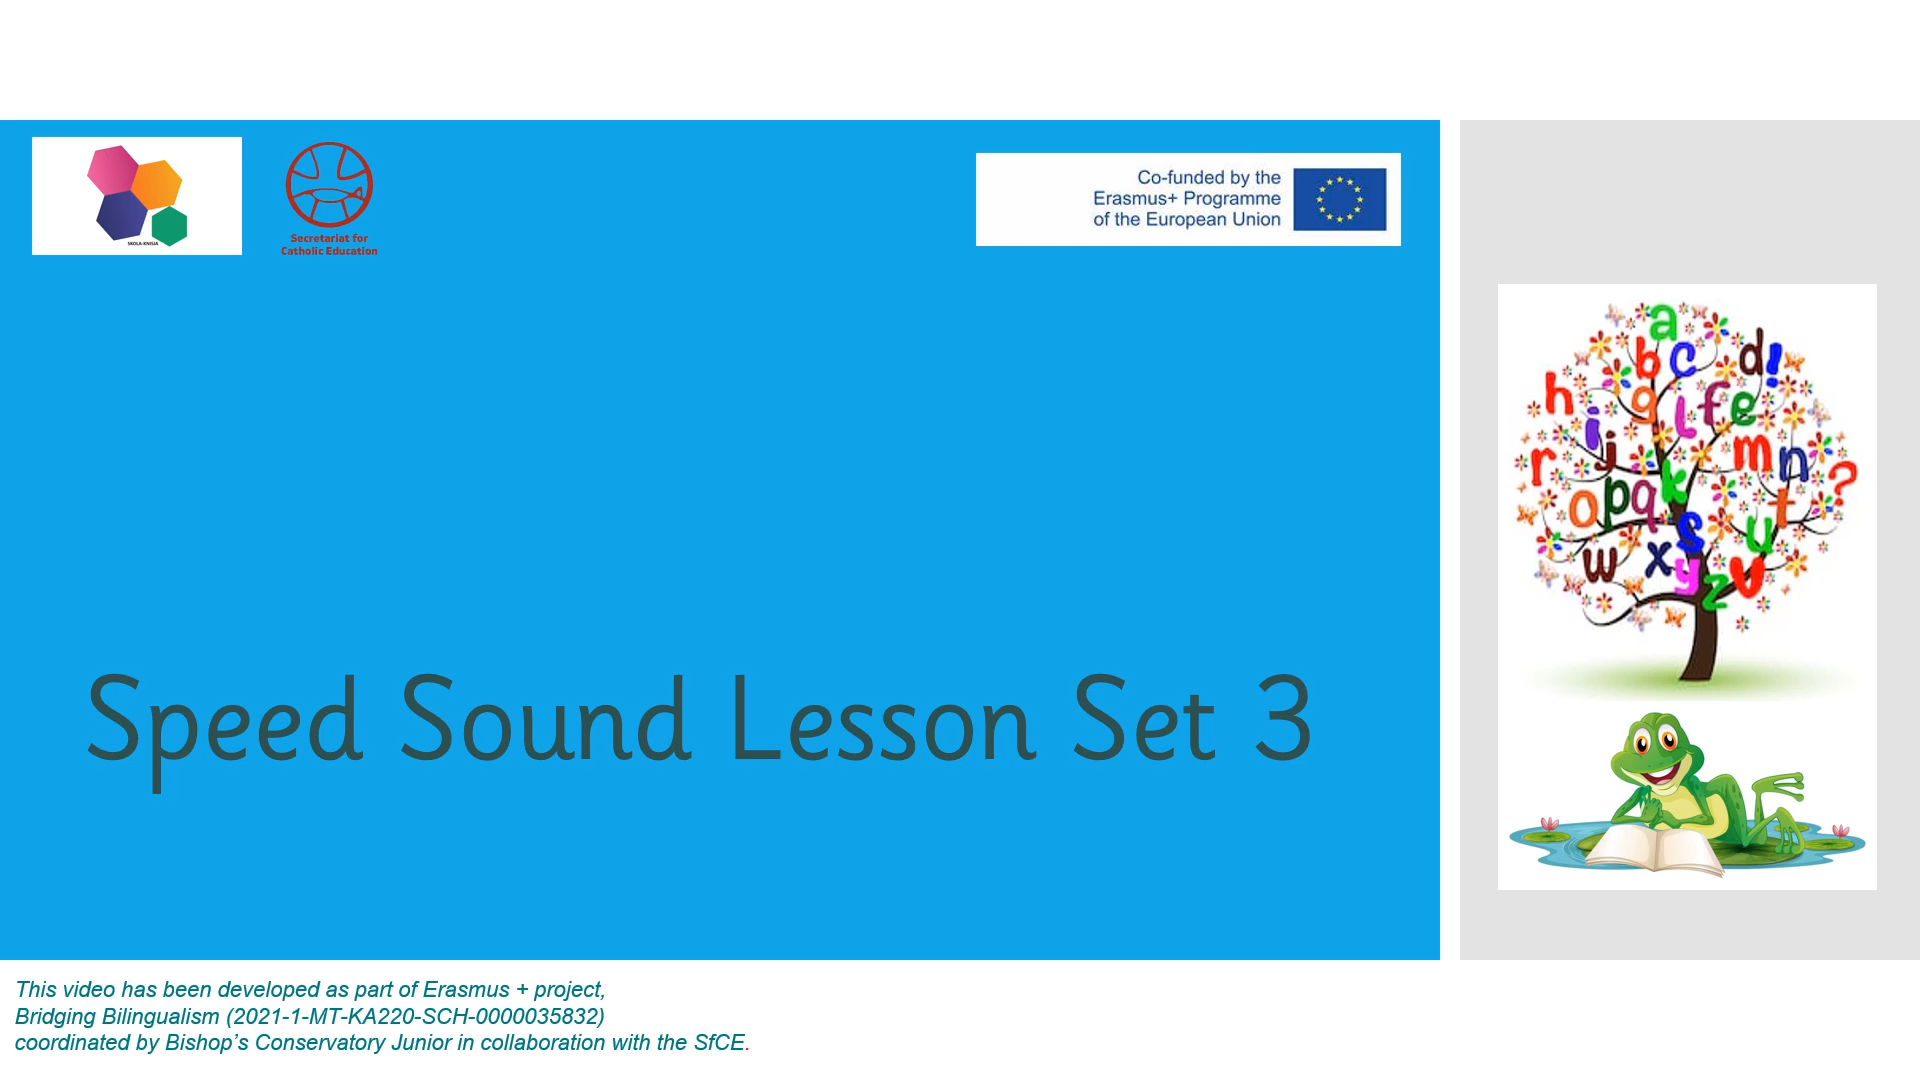 SKOLA-KNISJA
Secretariat for
Catholic Education
Co-funded by the
Erasmus+ Programme
of the European Union
Speed Sound Lesson Set 3
a
b c d !
h g l f e
i j m n
r k ?
o p q t
s u
w x y z v
This video has been developed as part of Erasmus + project,
Bridging Bilingualism (2021-1-MT-KA220-SCH-0000035832)
coordinated by Bishop’s Conservatory Junior in collaboration with the SfCE.